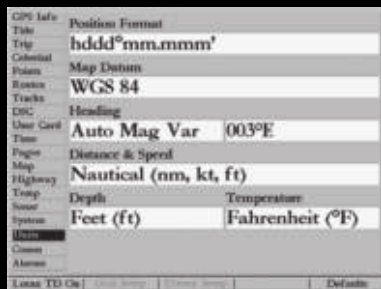 GPS Info
Tide
Trip
Celestial
Points
Routes
Tracks
DSC
User Card
Time
Pages
Map
Highway
Temp
Sonar
System
Units
Comm
Alarms
Position Format
hddd°mm.mmm'
Map Datum
WGS 84
Heading
Auto Mag Var 003°E
Distance & Speed
Nautical (nm, kt, ft)
Depth Temperature
Feet (ft) Fahrenheit (°F)
Loran TD On Defaults